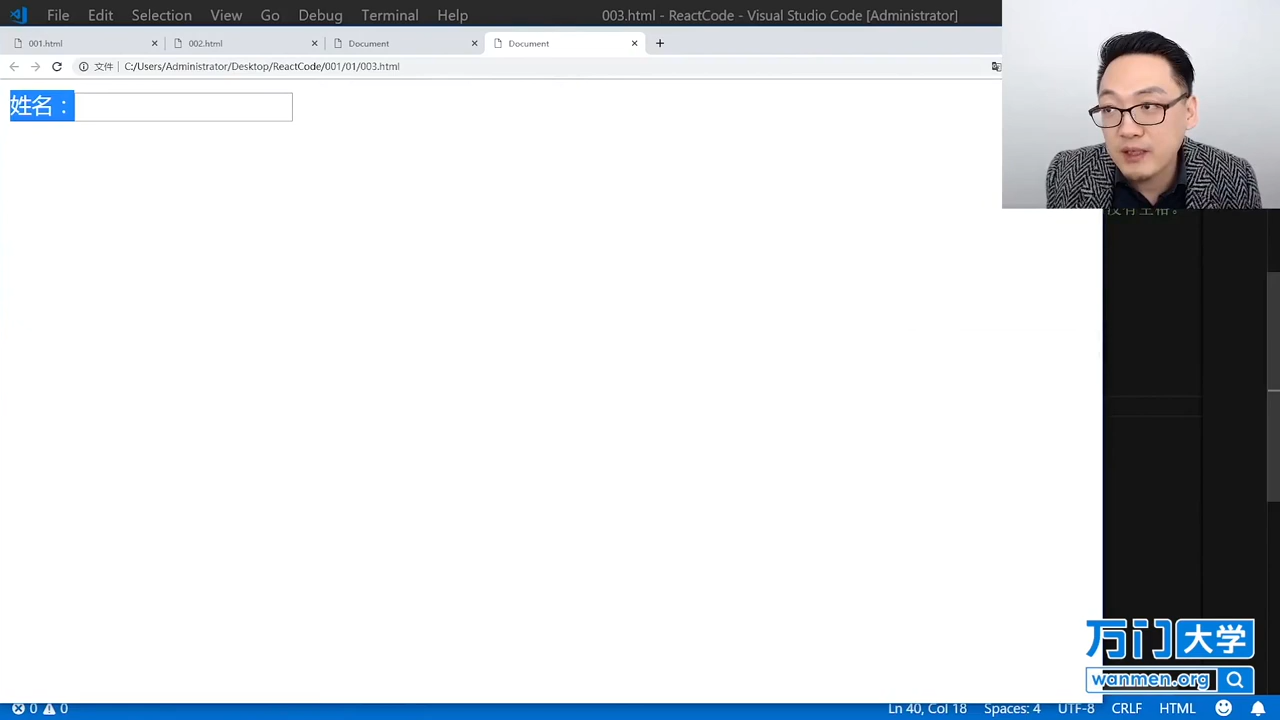 File Edit Selection View Go Debug Terminal Help 003.html - ReactCode - Visual Studio Code [Administrator]
001.html 002.html Document Document
文件 C:/Users/Administrator/Desktop/ReactCode/001/01/003.html
姓名：
万门大学
wanmen.org
0 0 Ln 40, Col 18 Spaces: 4 UTF-8 CRLF HTML